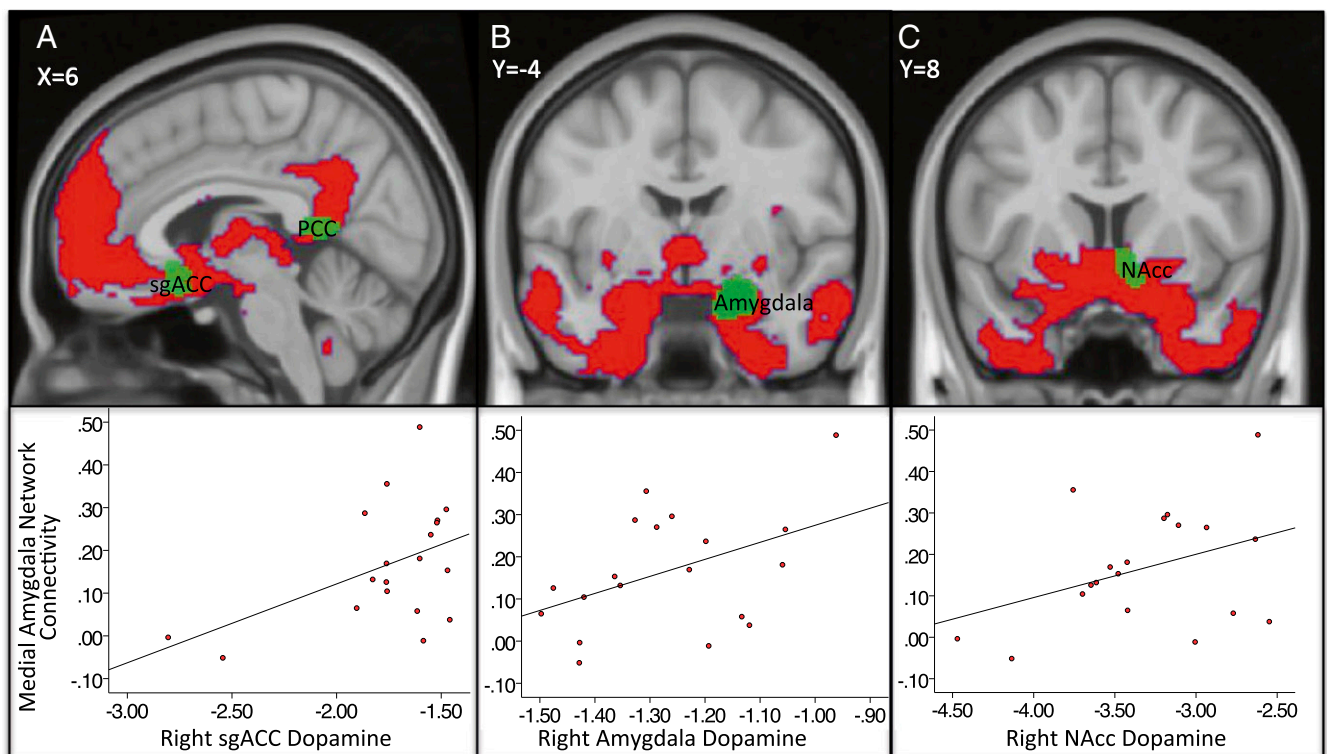 A
X=6
PCC
sgACC
B
Y=-4
Amygdala
C
Y=8
NAcc
Medial Amygdala Network
Connectivity
.50
.40
.30
.20
.10
.00
-.10
-3.00 -2.50 -2.00 -1.50
Right sgACC Dopamine
.50
.40
.30
.20
.10
.00
-.10
-1.50 -1.40 -1.30 -1.20 -1.10 -1.00 -.90
Right Amygdala Dopamine
.50
.40
.30
.20
.10
.00
-.10
-4.50 -4.00 -3.50 -3.00 -2.50
Right NAcc Dopamine